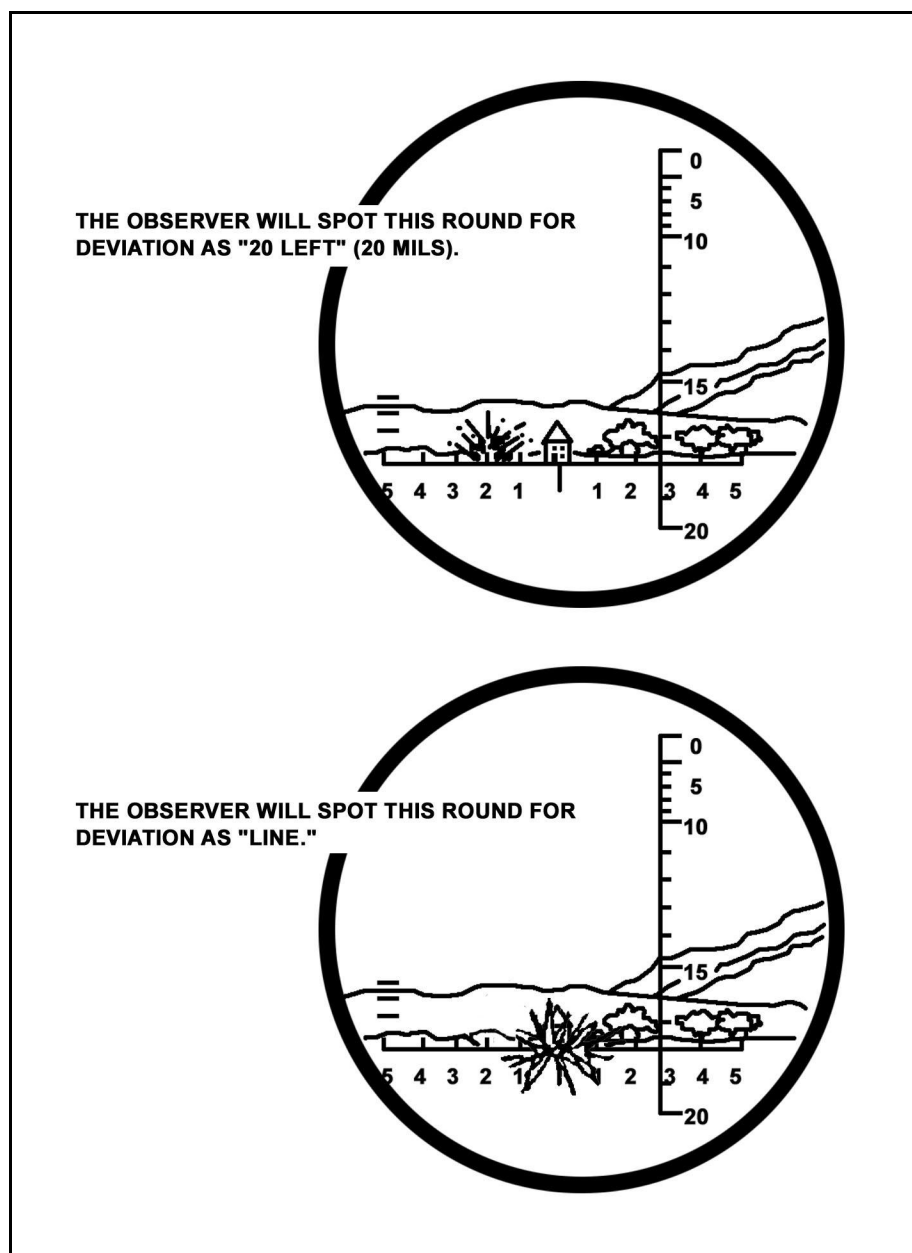 0
5
THE OBSERVER WILL SPOT THIS ROUND FOR
DEVIATION AS "20 LEFT" (20 MILS).
10
15
5 4 3 2 1 1 2 3 4 5
20
0
5
THE OBSERVER WILL SPOT THIS ROUND FOR
DEVIATION AS "LINE."
10
15
5 4 3 2 1 1 2 3 4 5
20